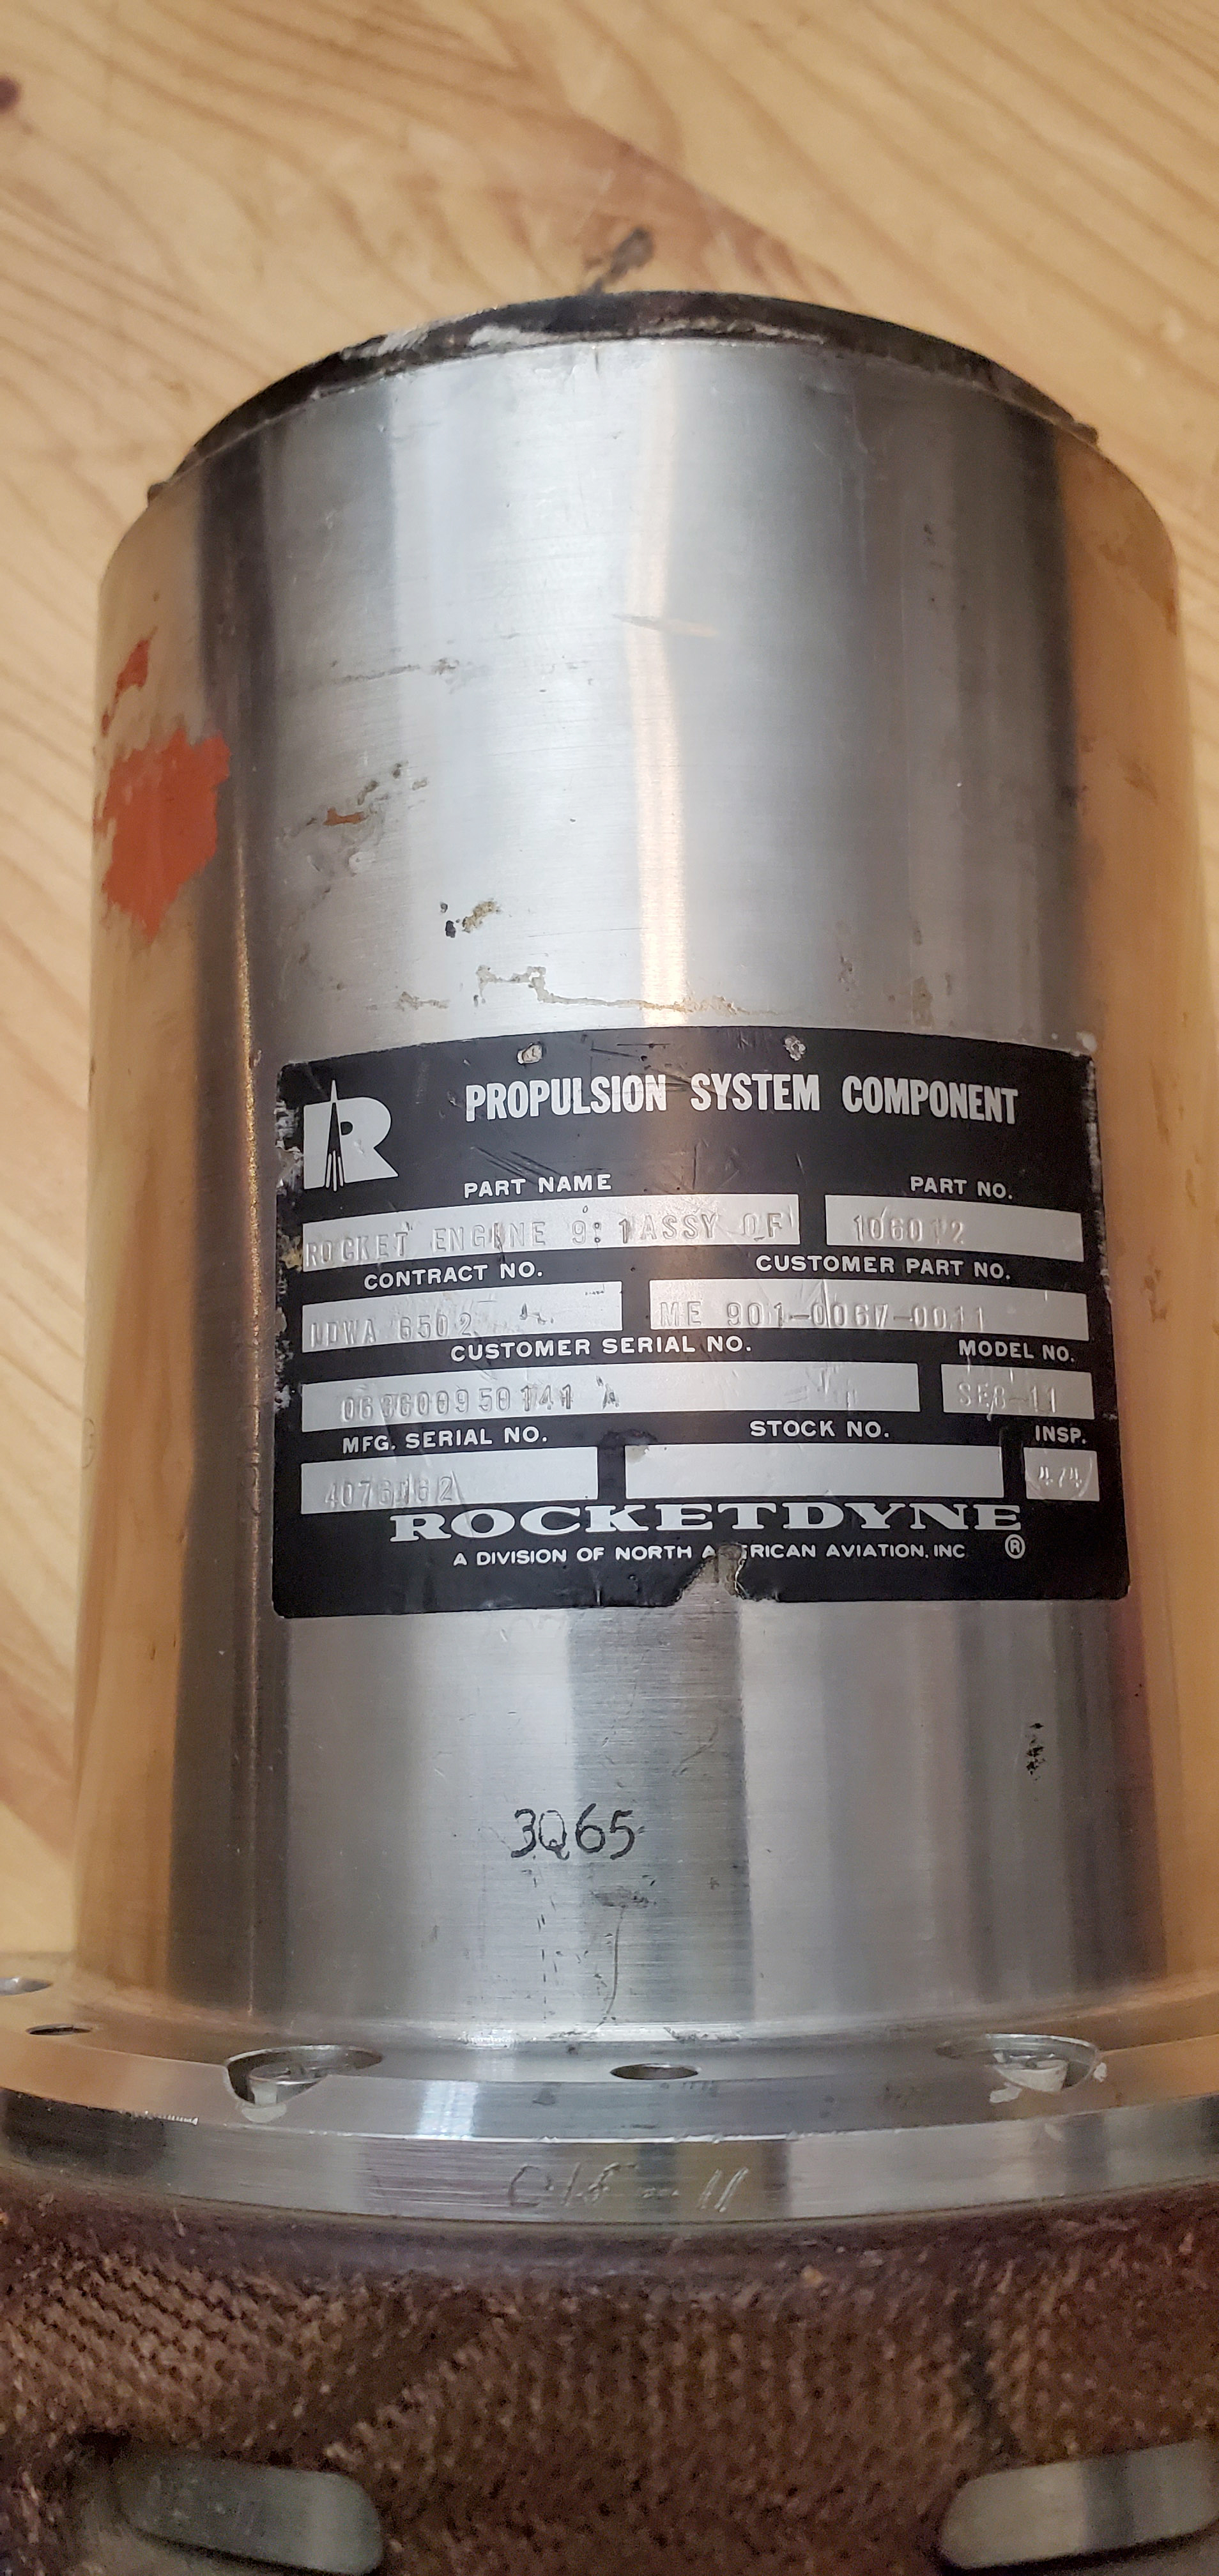 R PROPULSION SYSTEM COMPONENT
PART NAME PART NO.
ROCKET ENGINE 9:1 ASSY OF 106012
CONTRACT NO. CUSTOMER PART NO.
6502 ME 901-0067-0011
CUSTOMER SERIAL NO. MODEL NO.
SE8-11
MFG. SERIAL NO. STOCK NO. INSP.
ROCKETDYNE
A DIVISION OF NORTH AMERICAN AVIATION, INC ®
3Q65